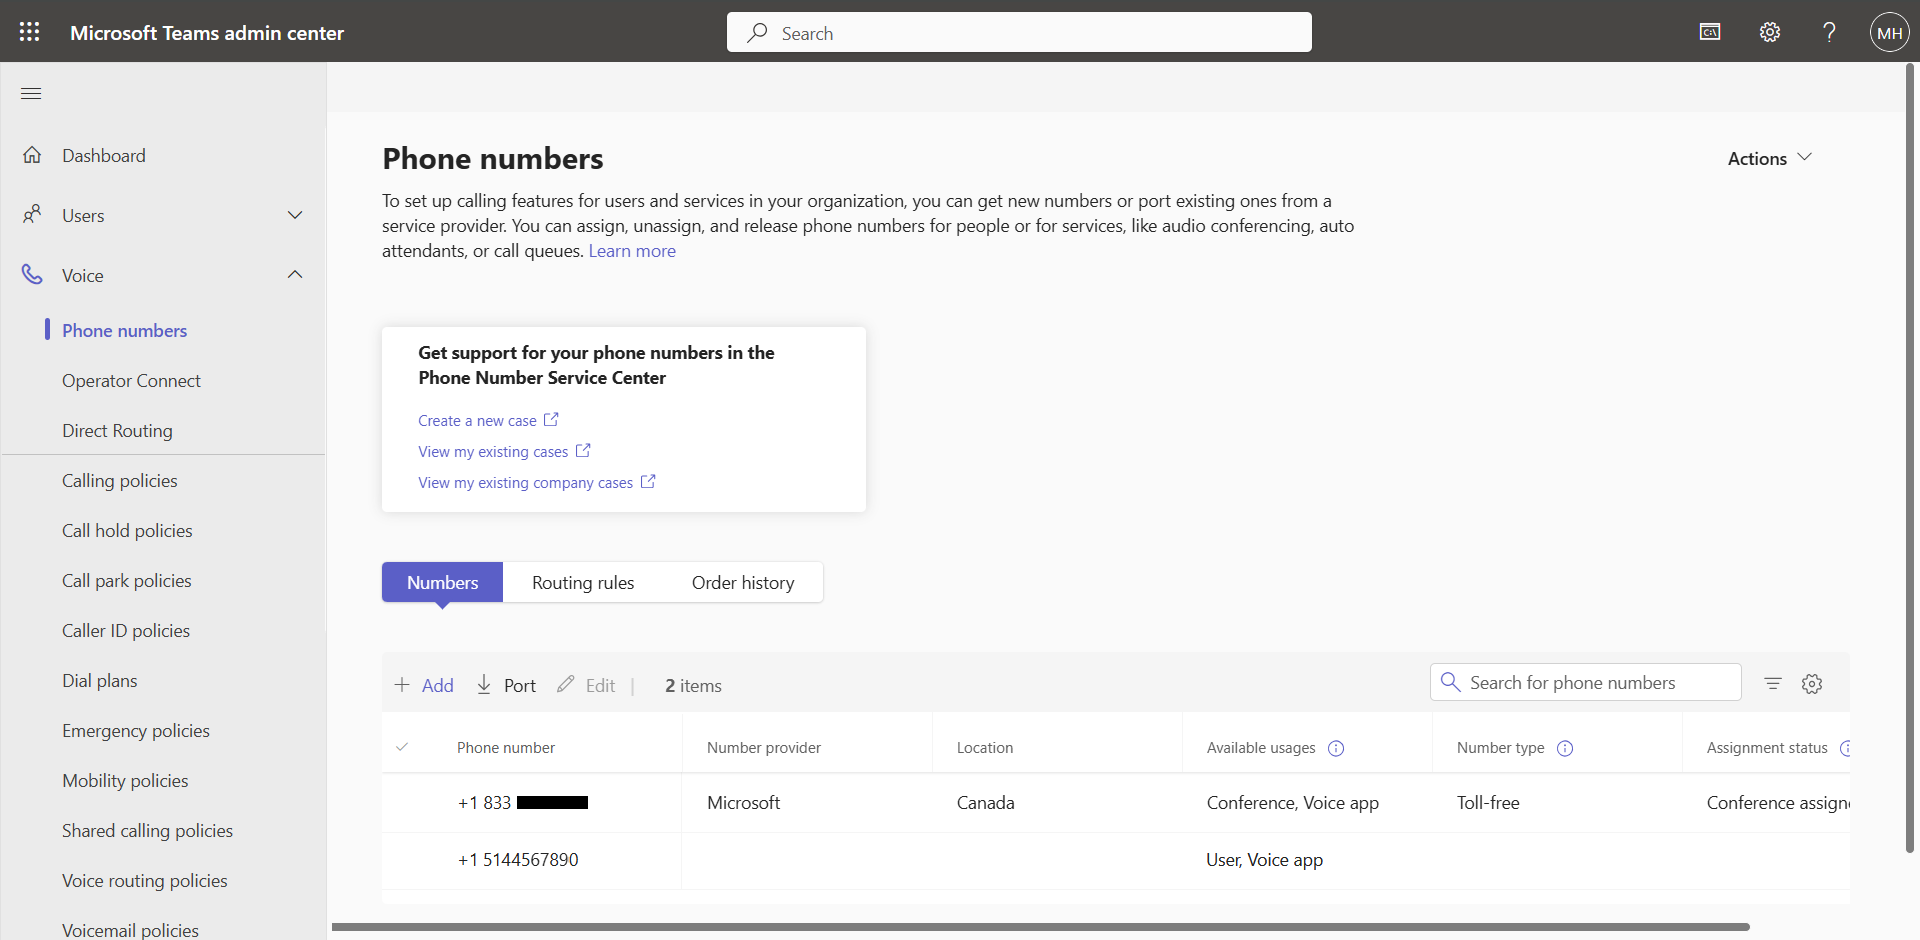 Microsoft Teams admin center
Search
C:\
MH
Dashboard
Users
Voice
Phone numbers
Operator Connect
Direct Routing
Calling policies
Call hold policies
Call park policies
Caller ID policies
Dial plans
Emergency policies
Mobility policies
Shared calling policies
Voice routing policies
Voicemail policies
Phone numbers
Actions
To set up calling features for users and services in your organization, you can get new numbers or port existing ones from a
service provider. You can assign, unassign, and release phone numbers for people or for services, like audio conferencing, auto
attendants, or call queues. Learn more
Get support for your phone numbers in the
Phone Number Service Center
Create a new case
View my existing cases
View my existing company cases
Numbers Routing rules Order history
Add Port Edit | 2 items Search for phone numbers
Phone number Number provider Location Available usages Number type Assignment status
+1 833 Microsoft Canada Conference, Voice app Toll-free Conference assign
+1 5144567890 User, Voice app